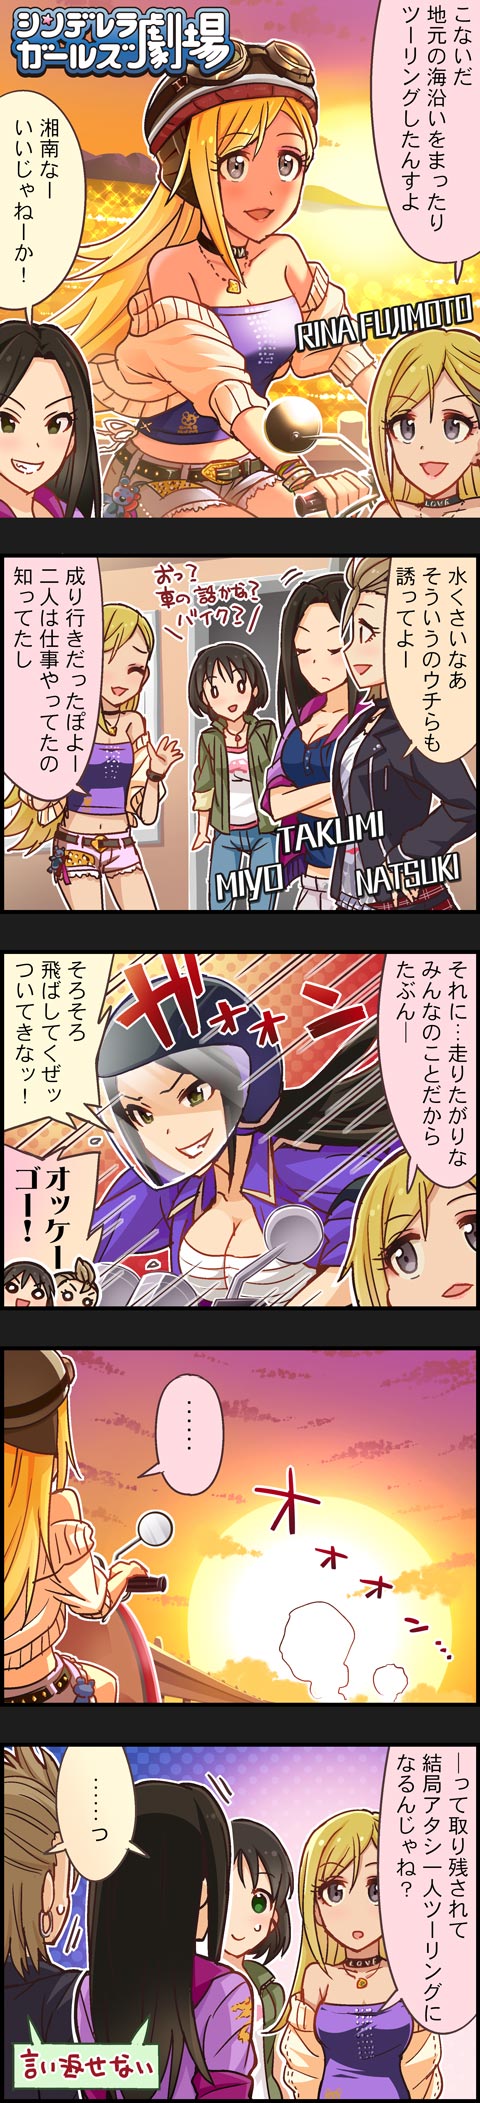 シンデレラ
ガールズ劇場
こないだ
地元の海沿いをまったり
ツーリングしたんすよ
湘南なー
いいじゃねーか！
RINA FUJIMOTO
LOVE
水くさいなあ
そういうのウチらも
誘ってよー
おっ？
車の話かな？
バイク？
成り行きだったぽよー
二人は仕事やってたの
知ってたし
TAKUMI
MIYO
NATSUKI
それに…走りたがりな
みんなのことだから
たぶん―
ガオオオン
そろそろ
飛ばしてくぜッ
ついてきなッ！
オッケー
ゴー！
……
オオオオン…
―って取り残されて
結局アタシ一人ツーリングに
なるんじゃね？
……っ
LOVE
言い返せない